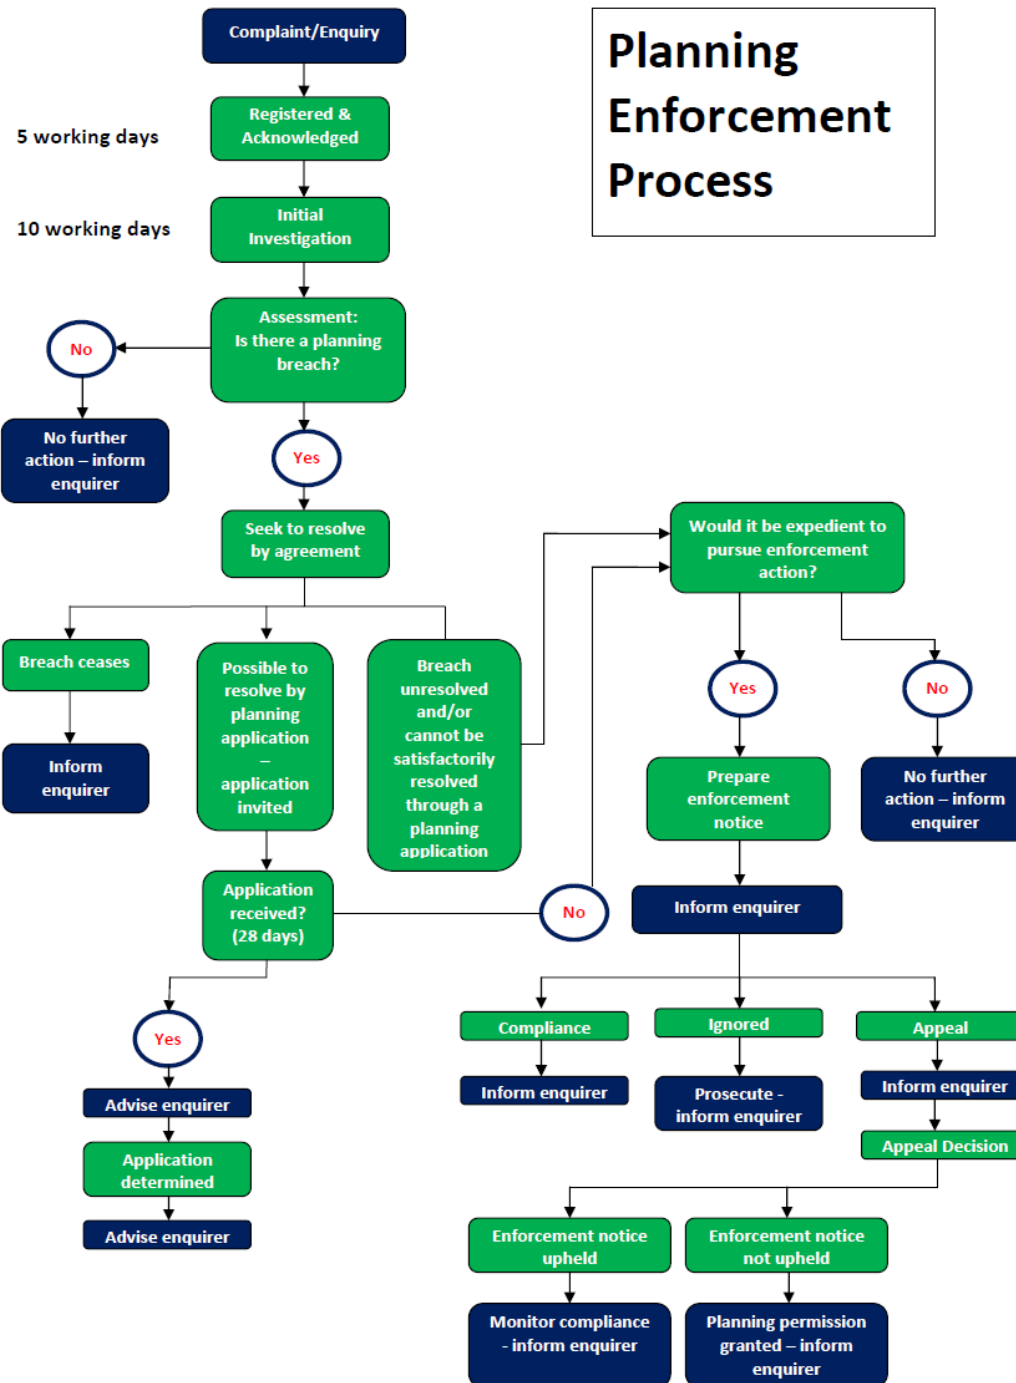 Complaint/Enquiry
Planning
Enforcement
Process
Registered &
Acknowledged
5 working days
Initial
Investigation
10 working days
Assessment:
Is there a planning
breach?
No
No further
action – inform
enquirer
Yes
Seek to resolve
by agreement
Would it be expedient to
pursue enforcement
action?
Breach ceases
Inform
enquirer
Possible to
resolve by
planning
application
–
application
invited
Breach
unresolved
and/or
cannot be
satisfactorily
resolved
through a
planning
application
Yes
No
Prepare
enforcement
notice
No further
action – inform
enquirer
Application
received?
(28 days)
No
Inform enquirer
Yes
Compliance
Ignored
Appeal
Advise enquirer
Inform enquirer
Prosecute -
inform enquirer
Inform enquirer
Application
determined
Appeal Decision
Advise enquirer
Enforcement notice
upheld
Enforcement notice
not upheld
Monitor compliance
- inform enquirer
Planning permission
granted – inform
enquirer